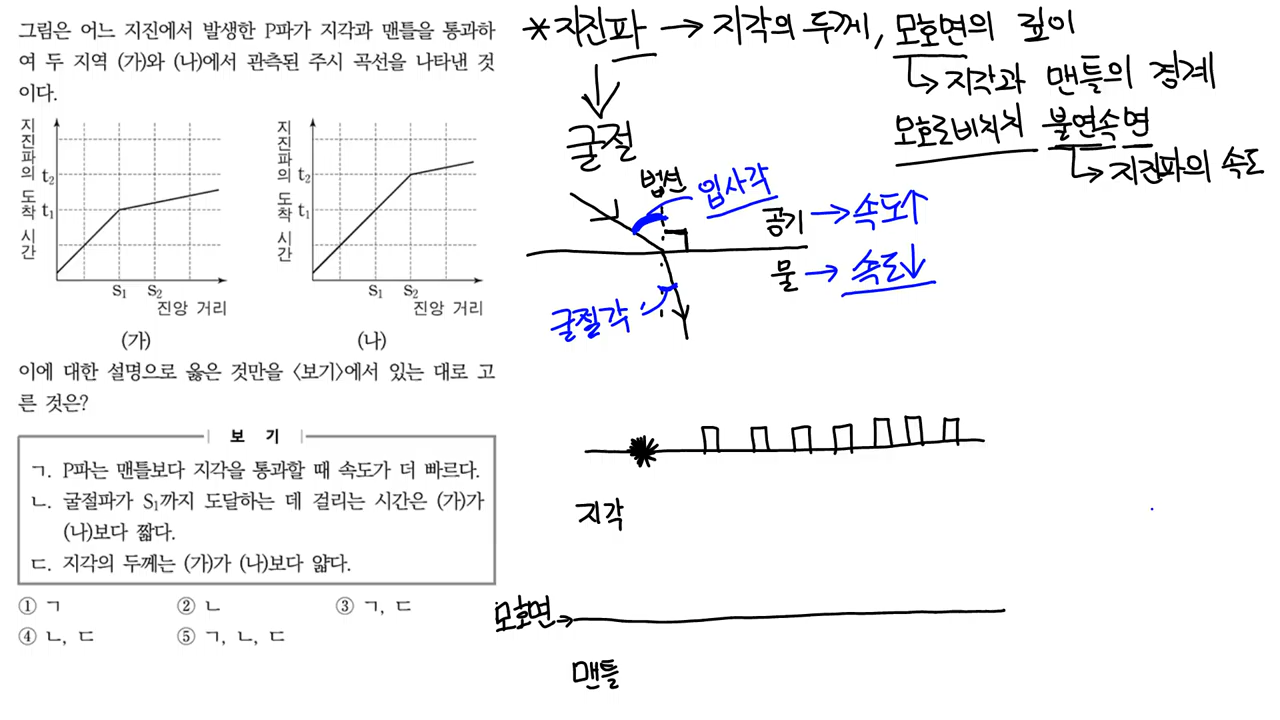 그림은 어느 지진에서 발생한 P파가 지각과 맨틀을 통과하
여 두 지역 (가)와 (나)에서 관측된 주시 곡선을 나타낸 것
이다.
지진파의 도착 시간
t₂
t₁
S₁ S₂
진앙 거리
(가)
지진파의 도착 시간
t₂
t₁
S₁ S₂
진앙 거리
(나)
이에 대한 설명으로 옳은 것만을 〈보기〉에서 있는 대로 고
른 것은?
보 기
ㄱ. P파는 맨틀보다 지각을 통과할 때 속도가 더 빠르다.
ㄴ. 굴절파가 S₁까지 도달하는 데 걸리는 시간은 (가)가
(나)보다 짧다.
ㄷ. 지각의 두께는 (가)가 (나)보다 얇다.
① ㄱ ② ㄴ ③ ㄱ, ㄷ
④ ㄴ, ㄷ ⑤ ㄱ, ㄴ, ㄷ
*지진파 → 지각의 두께, 모호면의 깊이
→ 지각과 맨틀의 경계
모호로비치치 불연속면
→ 지진파의 속도
굴절
법선 입사각
공기 → 속도↑
물 → 속도↓
굴절각
지각
모호면→
맨틀